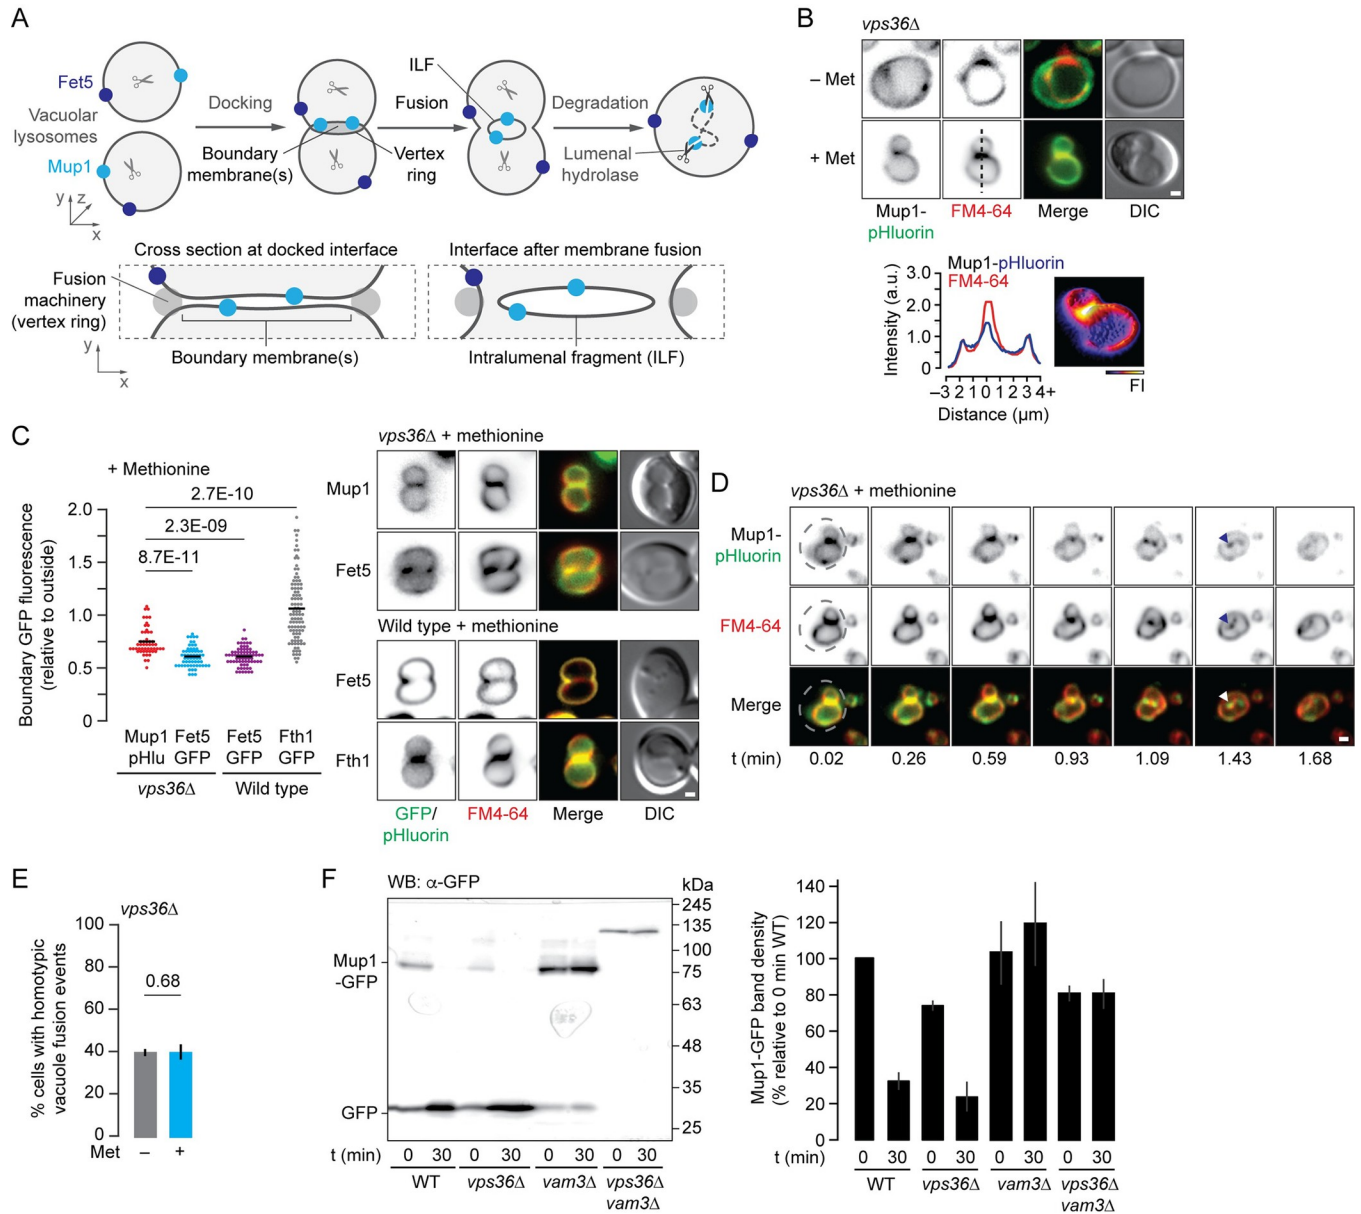 A
Fet5
Vacuolar
lysosomes
Mup1
y
z
x
Docking
Boundary
membrane(s)
ILF
Fusion
Vertex
ring
Degradation
Lumenal
hydrolase
Cross section at docked interface
Interface after membrane fusion
Fusion
machinery
(vertex ring)
y
x
Boundary membrane(s)
Intralumenal fragment (ILF)
B
vps36Δ
– Met
+ Met
Mup1-
pHluorin
FM4-64
Merge
DIC
Mup1-pHluorin
FM4-64
Intensity (a.u.)
3.0
2.0
1.0
0
–3 2 1 0 1 2 3 4+
Distance (µm)
FI
C
+ Methionine
2.7E-10
2.3E-09
8.7E-11
Boundary GFP fluorescence
(relative to outside)
2.0
1.5
1.0
0.5
0
Mup1 Fet5 Fet5 Fth1
pHlu GFP GFP GFP
vps36Δ Wild type
vps36Δ + methionine
Mup1
Fet5
Wild type + methionine
Fet5
Fth1
GFP/
pHluorin
FM4-64
Merge
DIC
D
vps36Δ + methionine
Mup1-
pHluorin
FM4-64
Merge
t (min) 0.02 0.26 0.59 0.93 1.09 1.43 1.68
E
vps36Δ
% cells with homotypic
vacuole fusion events
100
80
60
40
20
0
0.68
Met – +
F
WB: α-GFP
kDa
245
135
100
75
63
48
35
25
Mup1
-GFP
GFP
t (min) 0 30 0 30 0 30 0 30
WT vps36Δ vam3Δ vps36Δ
vam3Δ
Mup1-GFP band density
(% relative to 0 min WT)
140
120
100
80
60
40
20
0
t (min) 0 30 0 30 0 30 0 30
WT vps36Δ vam3Δ vps36Δ
vam3Δ